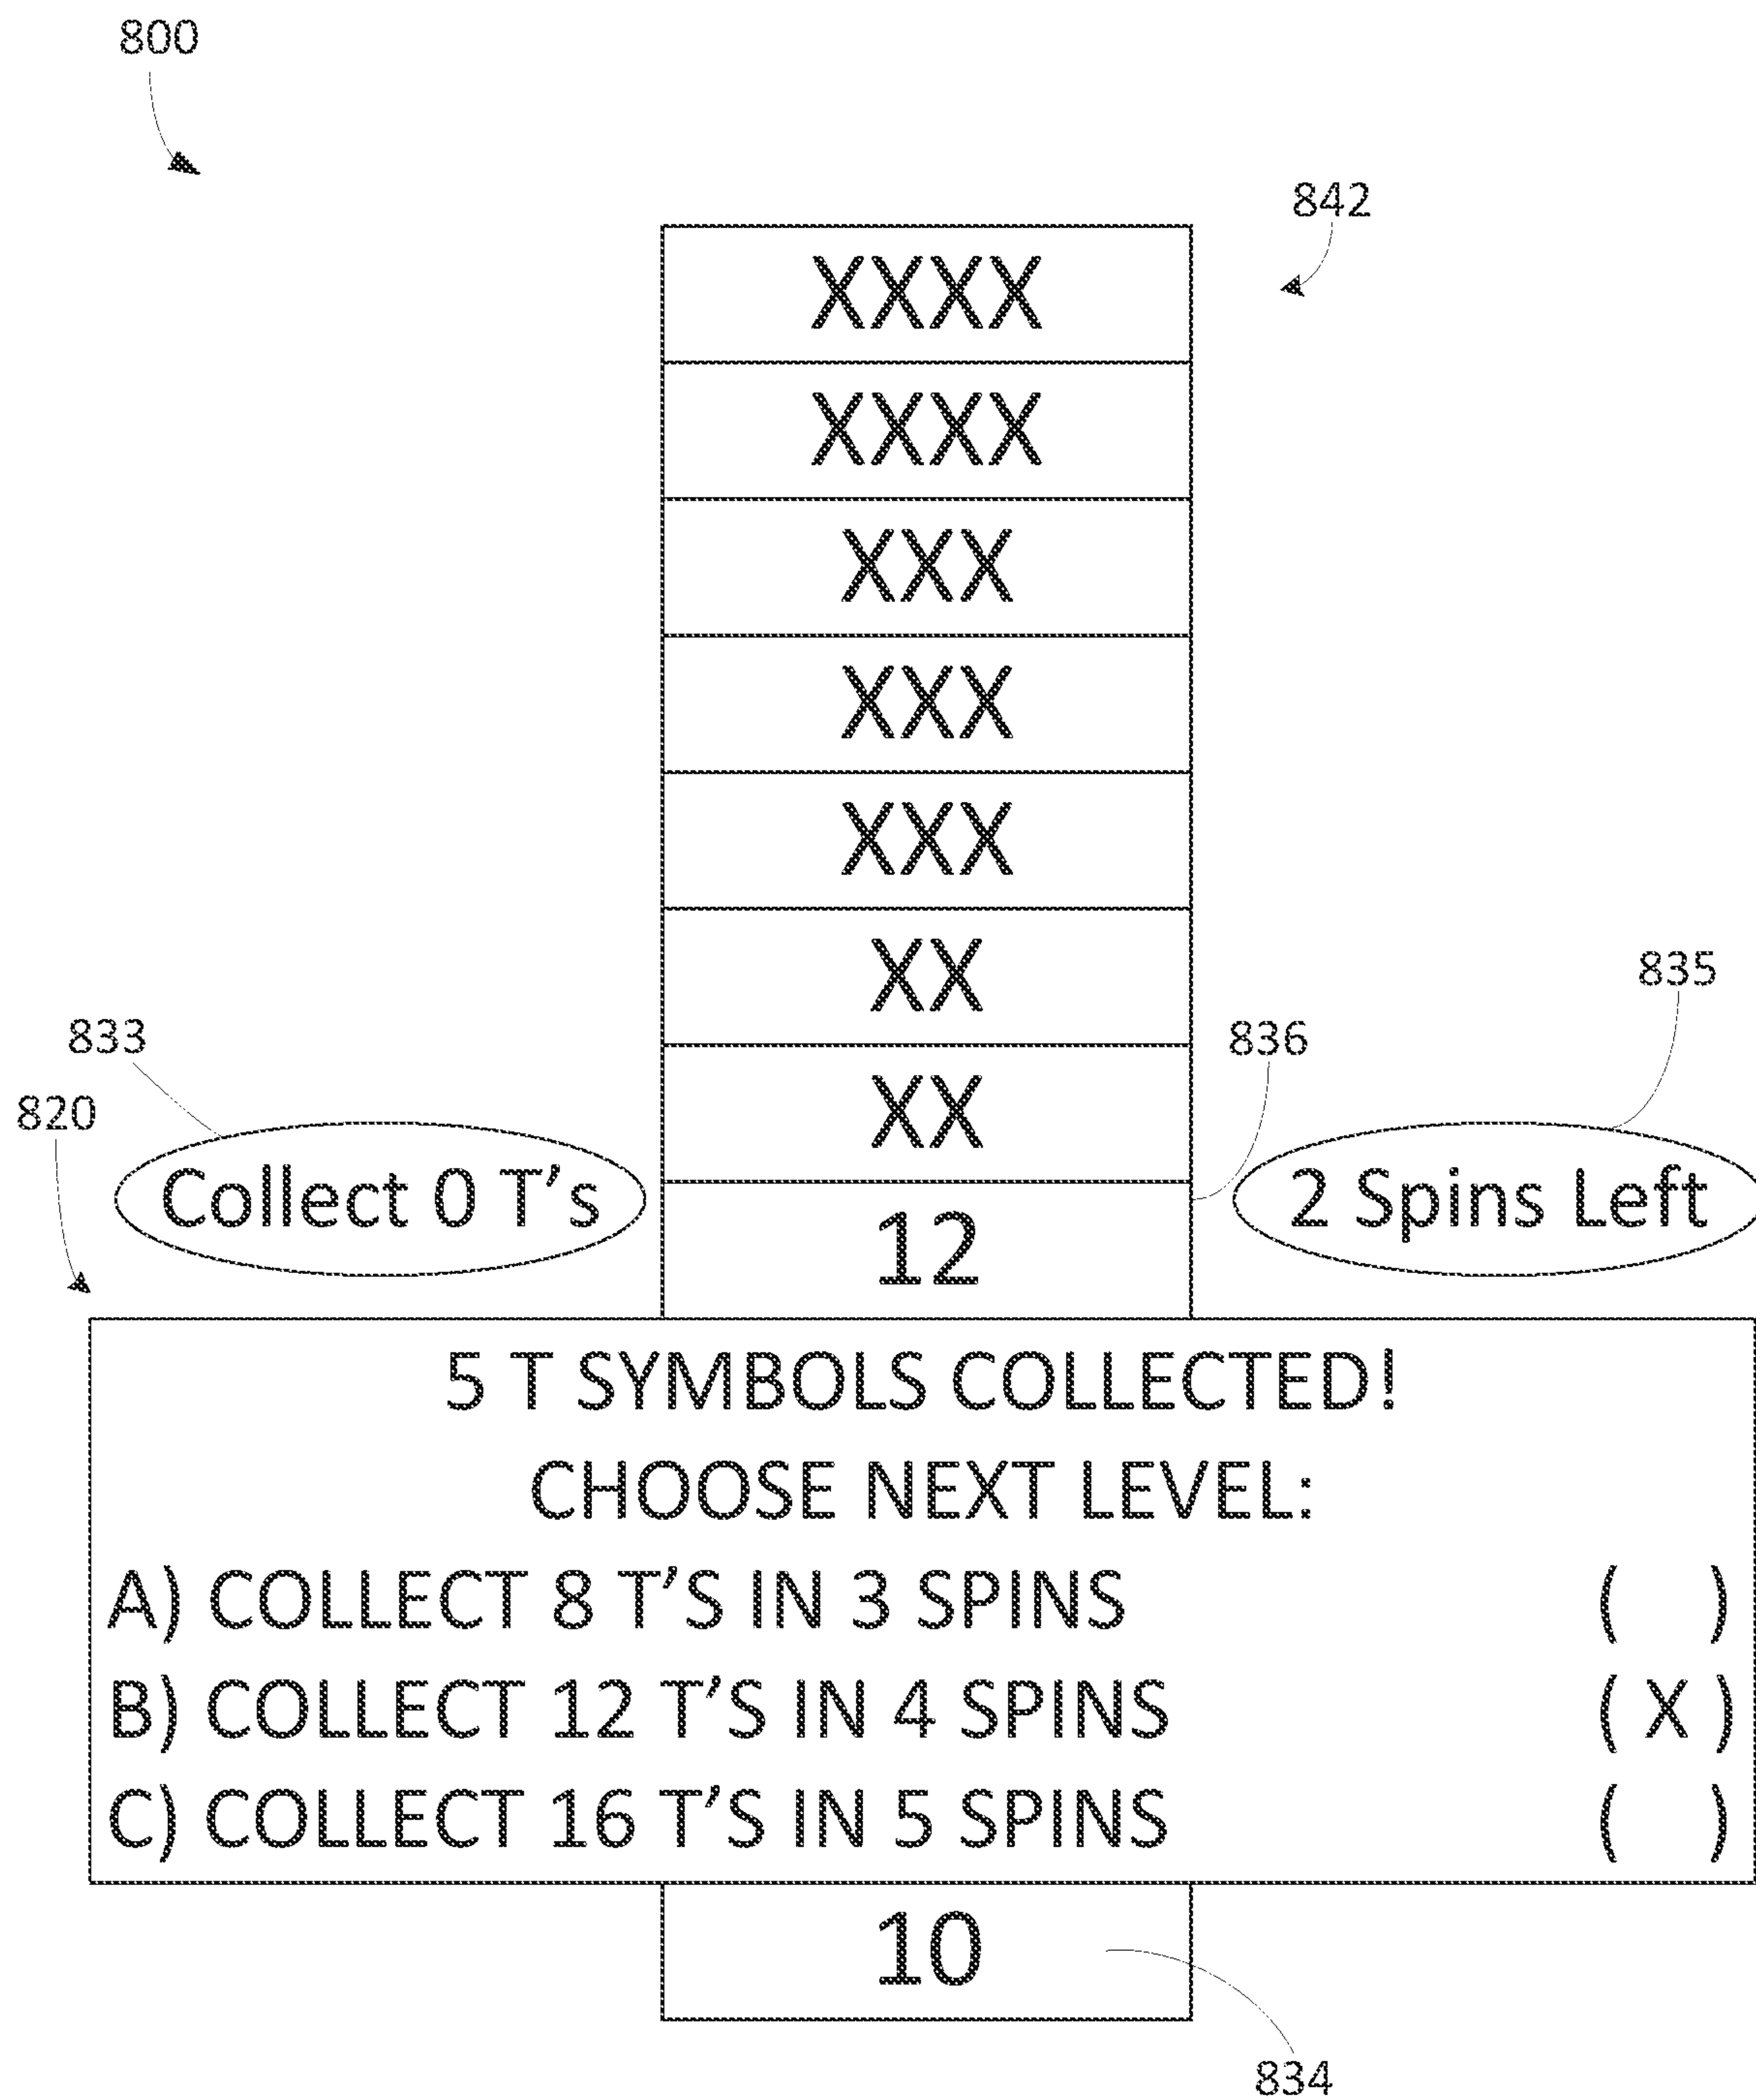 800
842
XXXX
XXXX
XXX
XXX
XXX
XX
835
833
836
XX
820
Collect 0 T’s
2 Spins Left
12
5 T SYMBOLS COLLECTED!
CHOOSE NEXT LEVEL:
A) COLLECT 8 T’S IN 3 SPINS ( )
B) COLLECT 12 T’S IN 4 SPINS ( X )
C) COLLECT 16 T’S IN 5 SPINS ( )
10
834